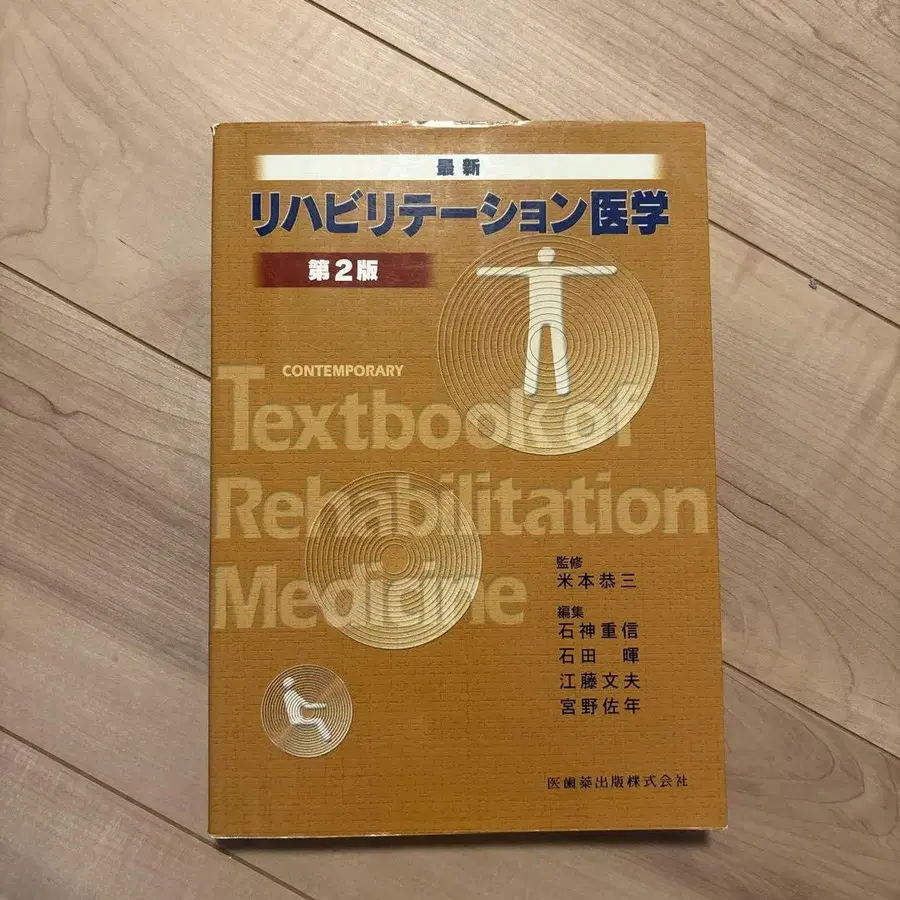 最新
リハビリテーション医学
第2版
CONTEMPORARY
Textbook of
Rehabilitation
Medicine
監修
米本恭三
編集
石神重信
石田 暉
江藤文夫
宮野佐年
医歯薬出版株式会社